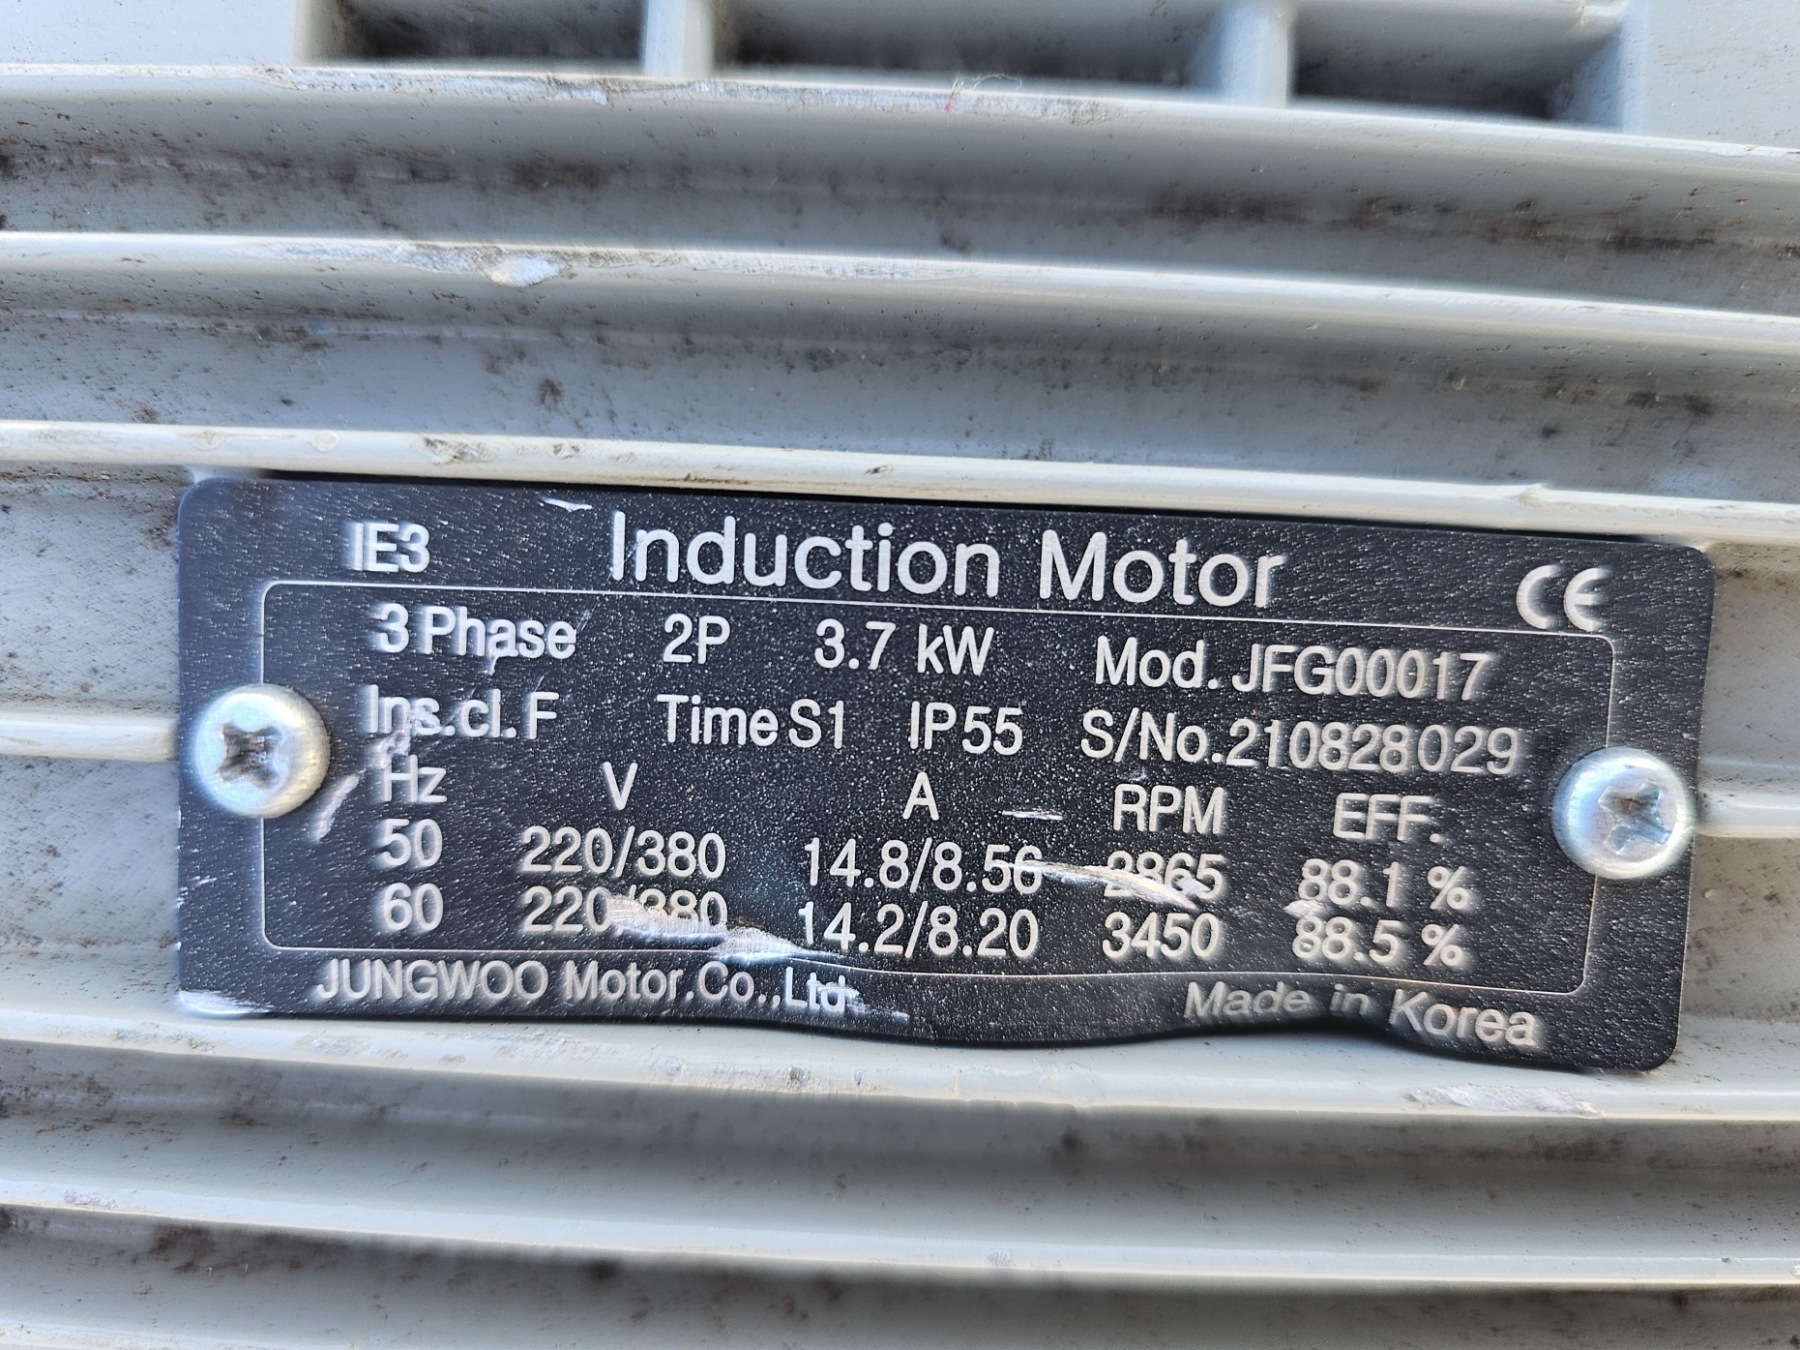 IE3 Induction Motor CE
3 Phase 2P 3.7 kW Mod. JFG00017
Ins.cl.F Time S1 IP55 S/No.210828029
Hz V A RPM EFF.
50 220/380 14.8/8.56 2865 88.1 %
60 220/380 14.2/8.20 3450 88.5 %
JUNGWOO Motor.Co.,Ltd Made in Korea